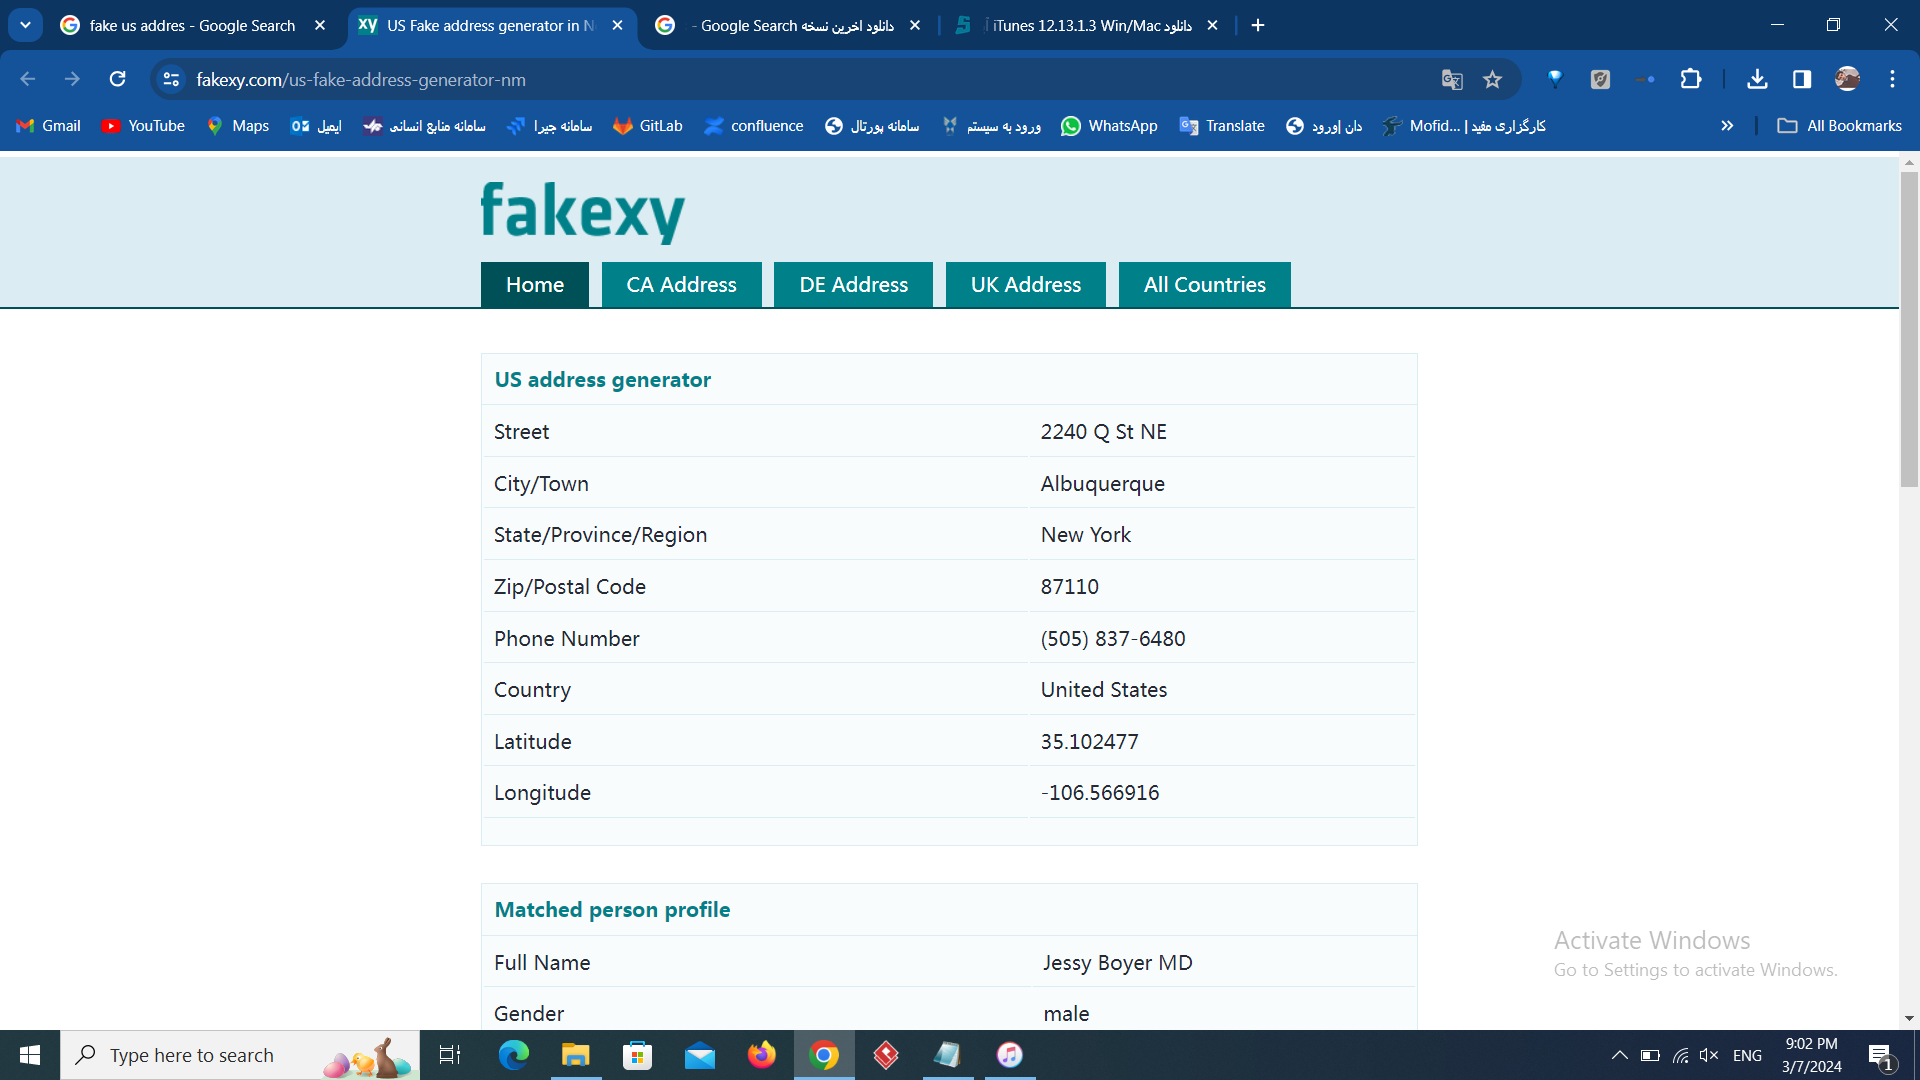 fake us addres - Google Search
US Fake address generator in N
دانلود اخرین نسخه - Google Search
دانلود iTunes 12.13.1.3 Win/Mac
fakexy.com/us-fake-address-generator-nm
Gmail
YouTube
Maps
ایمیل
سامانه منابع انسانی
سامانه جیرا
GitLab
confluence
سامانه پورتال
ورود به سیستم
WhatsApp
Translate
دان |ورود
کارگزاری مفید | Mofid...
All Bookmarks
fakexy
Home
CA Address
DE Address
UK Address
All Countries
US address generator
Street 2240 Q St NE
City/Town Albuquerque
State/Province/Region New York
Zip/Postal Code 87110
Phone Number (505) 837-6480
Country United States
Latitude 35.102477
Longitude -106.566916
Matched person profile
Full Name Jessy Boyer MD
Gender male
Activate Windows
Go to Settings to activate Windows.
Type here to search
ENG
9:02 PM
3/7/2024
1